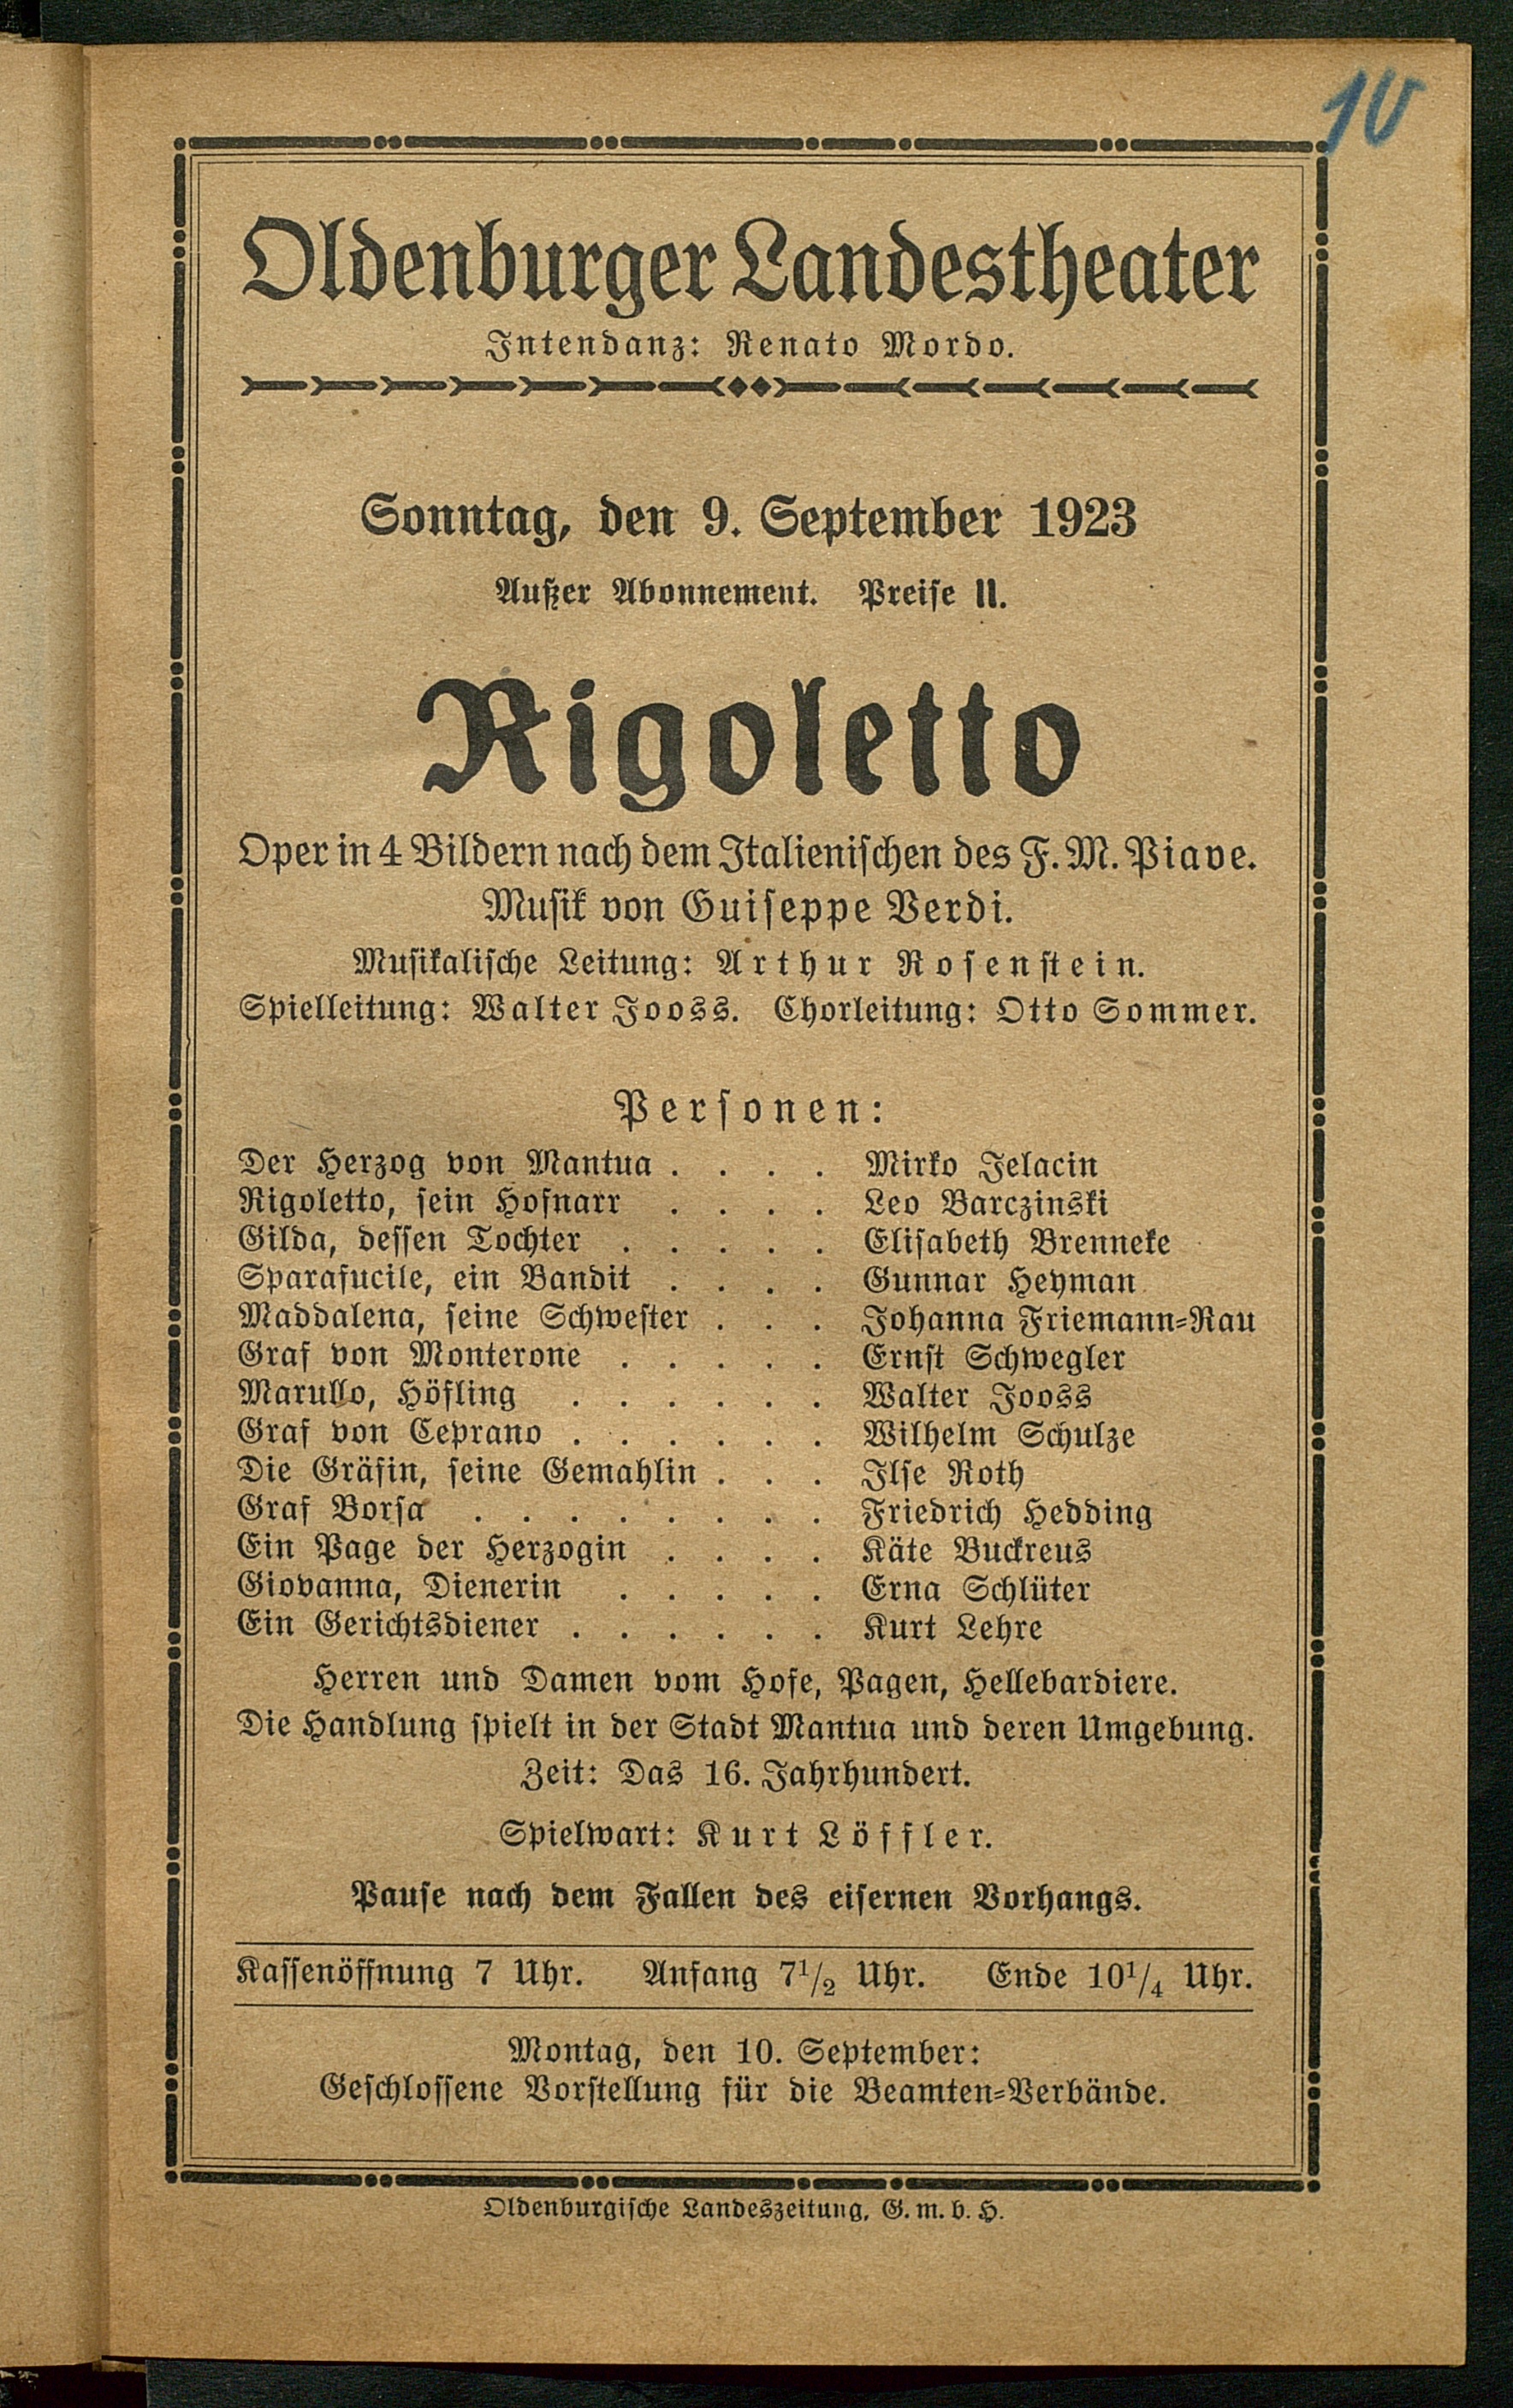 10
Oldenburger Landestheater
Intendanz: Renato Mordo.
Sonntag, den 9. September 1923
Außer Abonnement. Preise II.
Rigoletto
Oper in 4 Bildern nach dem Italienischen des F. M. Piave.
Musik von Guiseppe Verdi.
Musikalische Leitung: Arthur Rosenstein.
Spielleitung: Walter Jooss. Chorleitung: Otto Sommer.
Personen:
Der Herzog von Mantua . . . . Mirko Jelacin
Rigoletto, sein Hofnarr . . . . Leo Barczinski
Gilda, dessen Tochter . . . . . Elisabeth Brenneke
Sparafucile, ein Bandit . . . . Gunnar Heyman
Maddalena, seine Schwester . . . Johanna Friemann-Rau
Graf von Monterone . . . . . Ernst Schwegler
Marullo, Höfling . . . . . . Walter Jooss
Graf von Ceprano . . . . . . Wilhelm Schulze
Die Gräfin, seine Gemahlin . . . Ilse Roth
Graf Borsa . . . . . . . . Friedrich Hedding
Ein Page der Herzogin . . . . Käte Buckreus
Giovanna, Dienerin . . . . . Erna Schlüter
Ein Gerichtsdiener . . . . . . Kurt Lehre
Herren und Damen vom Hofe, Pagen, Hellebardiere.
Die Handlung spielt in der Stadt Mantua und deren Umgebung.
Zeit: Das 16. Jahrhundert.
Spielwart: Kurt Löffler.
Pause nach dem Fallen des eisernen Vorhangs.
Kassenöffnung 7 Uhr. Anfang 7 1/2 Uhr. Ende 10 1/4 Uhr.
Montag, den 10. September:
Geschlossene Vorstellung für die Beamten-Verbände.
Oldenburgische Landeszeitung, G. m. b. H.